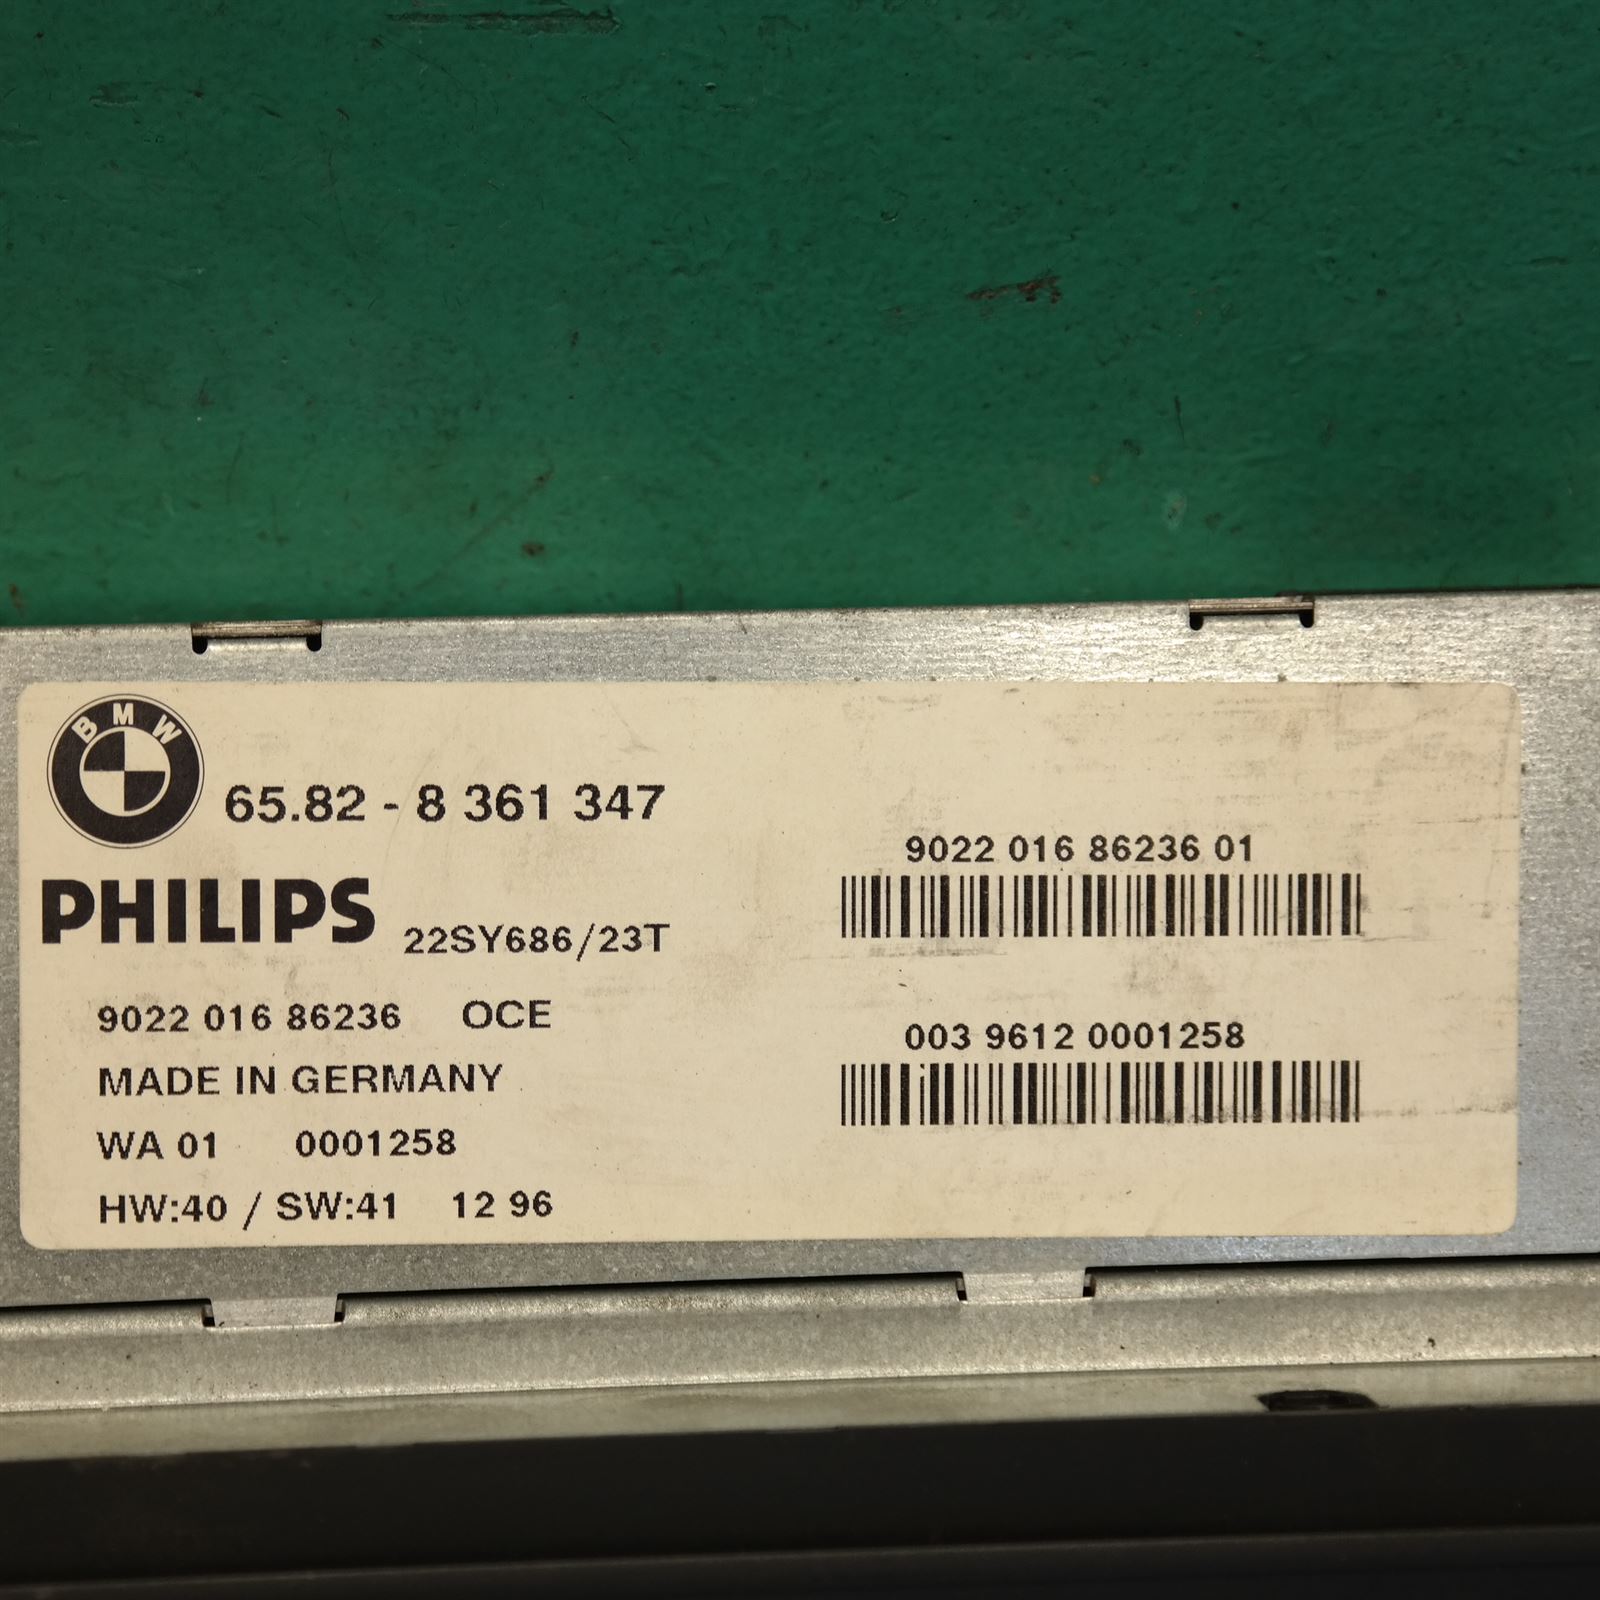 BMW
65.82 - 8 361 347
PHILIPS 22SY686/23T
9022 016 86236 OCE
MADE IN GERMANY
WA 01 0001258
HW:40 / SW:41 12 96
9022 016 86236 01
003 9612 0001258